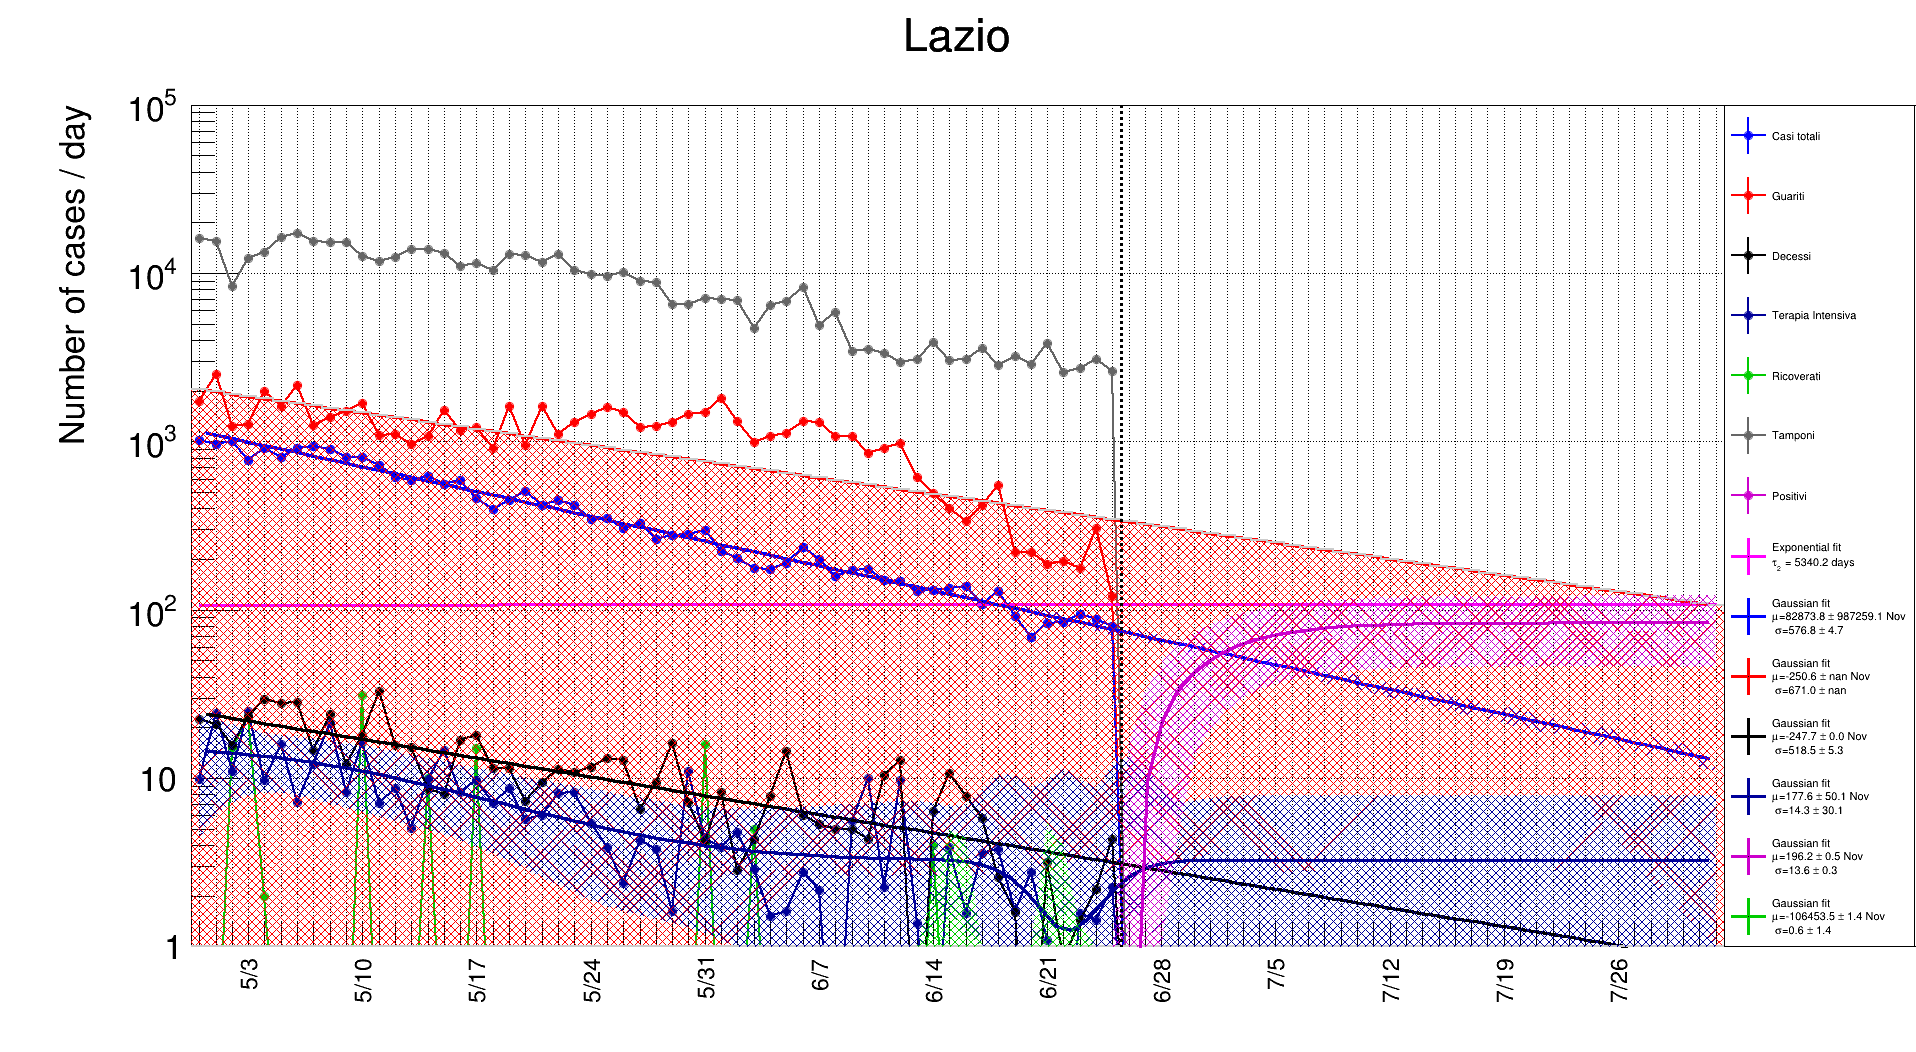 Lazio
Number of cases / day
10^5
10^4
10^3
10^2
10
1
5/3
5/10
5/17
5/24
5/31
6/7
6/14
6/21
6/28
7/5
7/12
7/19
7/26
Casi totali
Guariti
Decessi
Terapia Intensiva
Ricoverati
Tamponi
Positivi
Exponential fit
τ_2 = 5340.2 days
Gaussian fit
μ=82873.8 ± 987259.1 Nov
σ=576.8 ± 4.7
Gaussian fit
μ=-250.6 ± nan Nov
σ=671.0 ± nan
Gaussian fit
μ=-247.7 ± 0.0 Nov
σ=518.5 ± 5.3
Gaussian fit
μ=177.6 ± 50.1 Nov
σ=14.3 ± 30.1
Gaussian fit
μ=196.2 ± 0.5 Nov
σ=13.6 ± 0.3
Gaussian fit
μ=-106453.5 ± 1.4 Nov
σ=0.6 ± 1.4